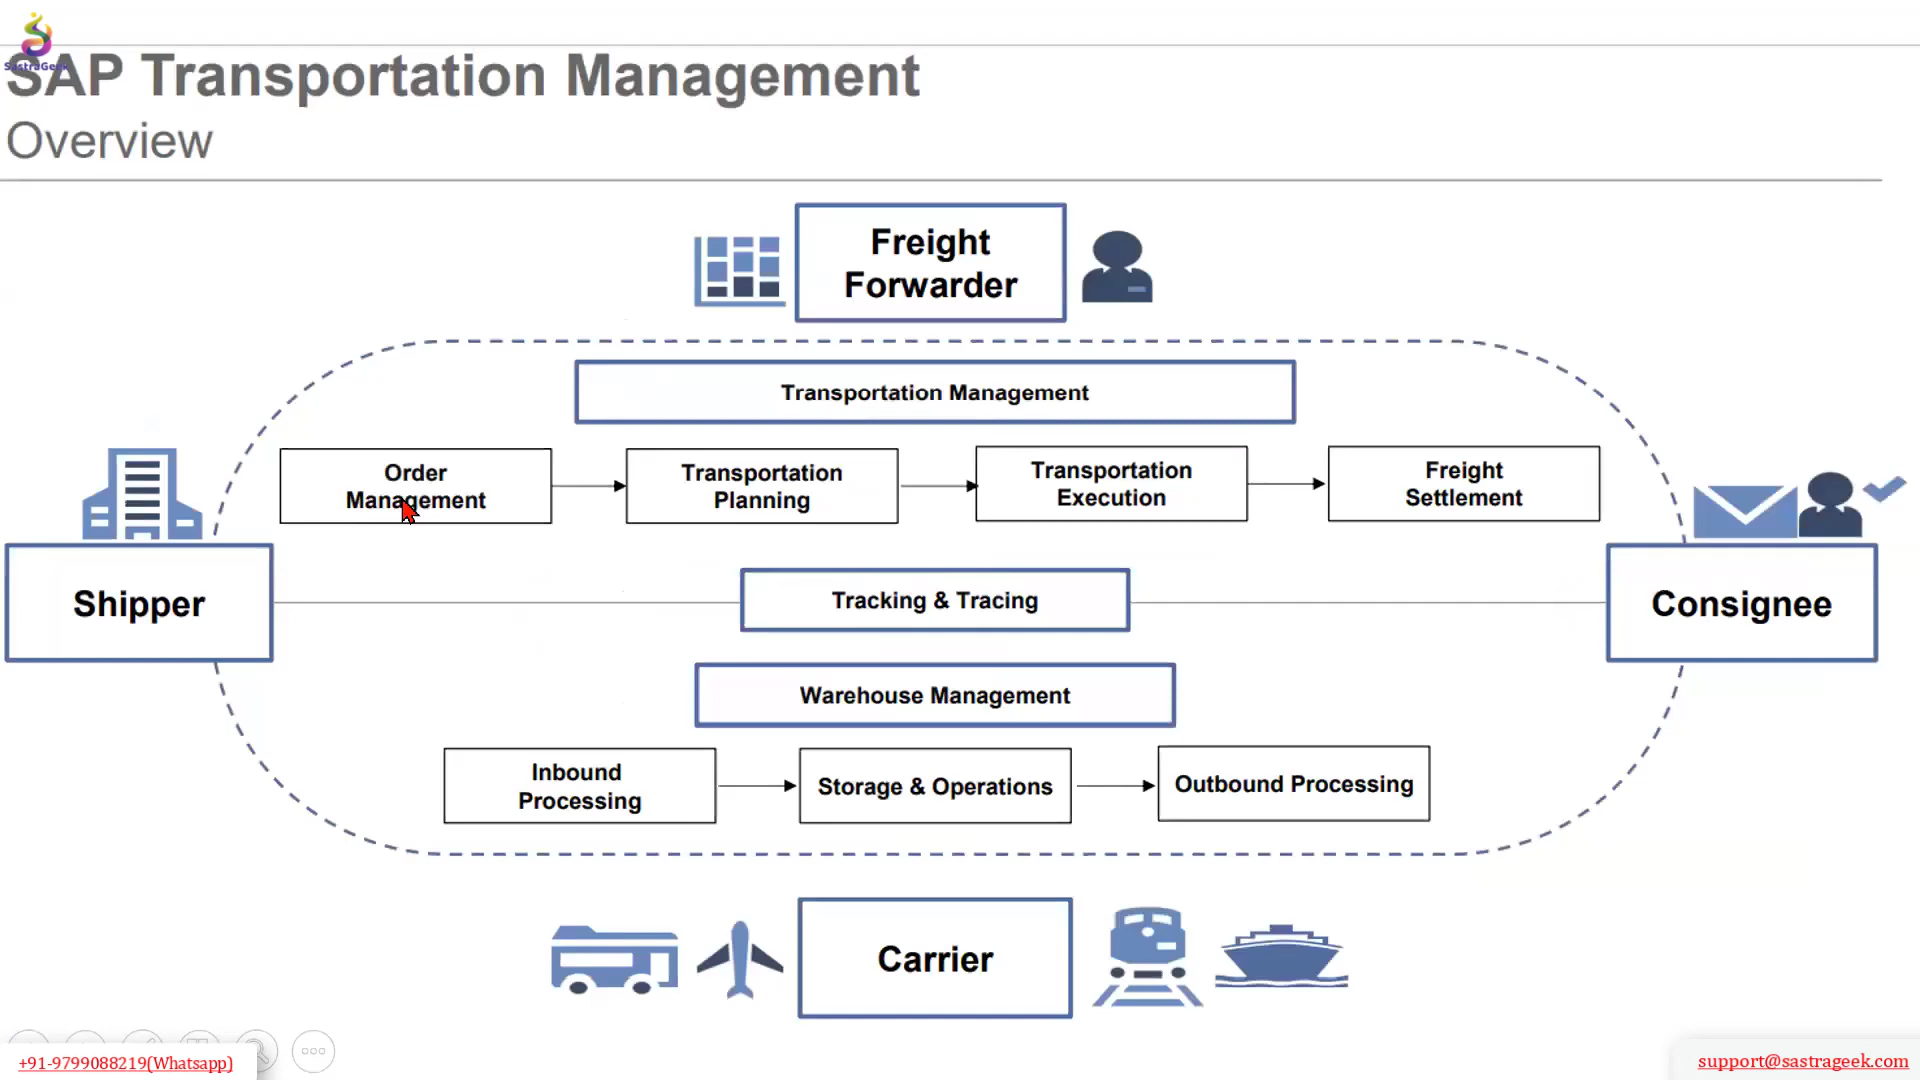 SastraGeek
SAP Transportation Management
Overview
Freight
Forwarder
Transportation Management
Order
Management
Transportation
Planning
Transportation
Execution
Freight
Settlement
Shipper
Tracking & Tracing
Consignee
Warehouse Management
Inbound
Processing
Storage & Operations
Outbound Processing
Carrier
+91-9799088219(Whatsapp)
support@sastrageek.com